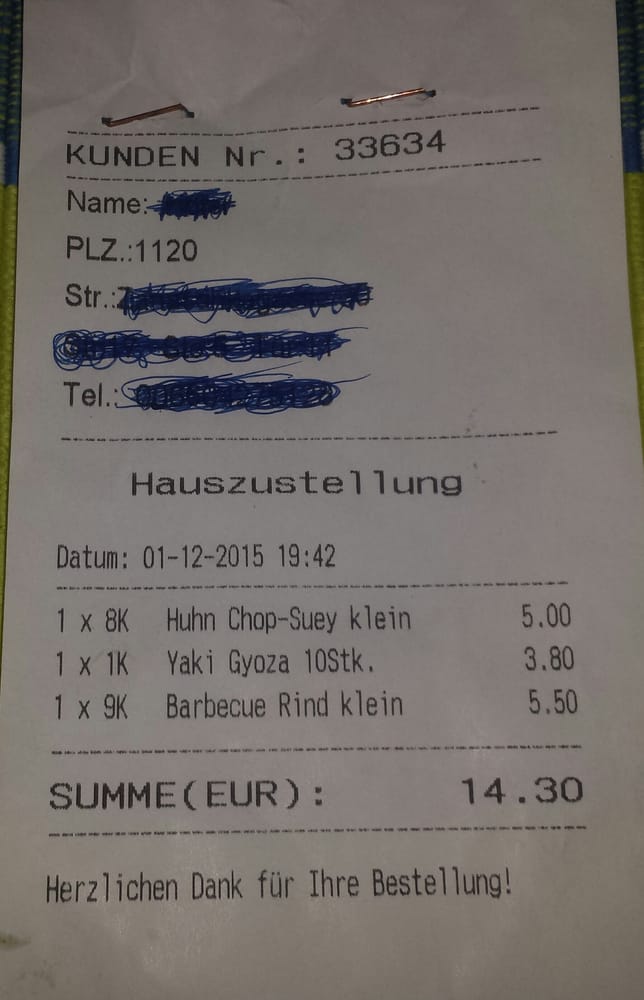 KUNDEN Nr.: 33634
Name:
PLZ.:1120
Str.:
Tel.:
Hauszustellung
Datum: 01-12-2015 19:42
1 x 8K Huhn Chop-Suey klein 5.00
1 x 1K Yaki Gyoza 10Stk. 3.80
1 x 9K Barbecue Rind klein 5.50
SUMME(EUR): 14.30
Herzlichen Dank für Ihre Bestellung!